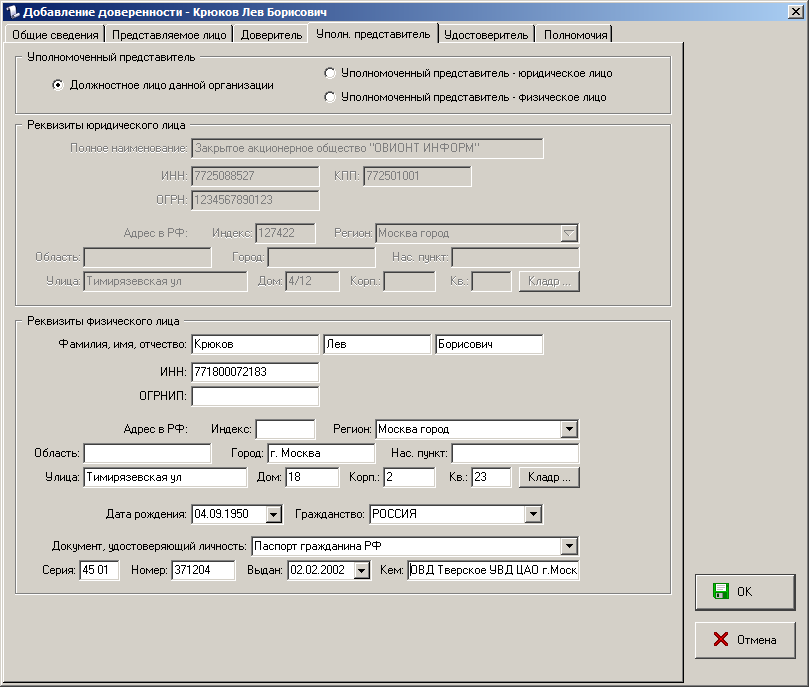 Добавление доверенности - Крюков Лев Борисович
Общие сведения Представляемое лицо Доверитель Уполн. представитель Удостоверитель Полномочия
Уполномоченный представитель
Должностное лицо данной организации
Уполномоченный представитель - юридическое лицо
Уполномоченный представитель - физическое лицо
Реквизиты юридического лица
Полное наименование: Закрытое акционерное общество "ОВИОНТ ИНФОРМ"
ИНН: 7725088527 КПП: 772501001
ОГРН: 1234567890123
Адрес в РФ: Индекс: 127422 Регион: Москва город
Область: Город: Нас. пункт:
Улица: Тимирязевская ул Дом: 4/12 Корп.: Кв.: Кладр ...
Реквизиты физического лица
Фамилия, имя, отчество: Крюков Лев Борисович
ИНН: 771800072183
ОГРНИП:
Адрес в РФ: Индекс: Регион: Москва город
Область: Город: г. Москва Нас. пункт:
Улица: Тимирязевская ул Дом: 18 Корп.: 2 Кв.: 23 Кладр ...
Дата рождения: 04.09.1950 Гражданство: РОССИЯ
Документ, удостоверяющий личность: Паспорт гражданина РФ
Серия: 45 01 Номер: 371204 Выдан: 02.02.2002 Кем: ОВД Тверское УВД ЦАО г.Моск
OK
Отмена